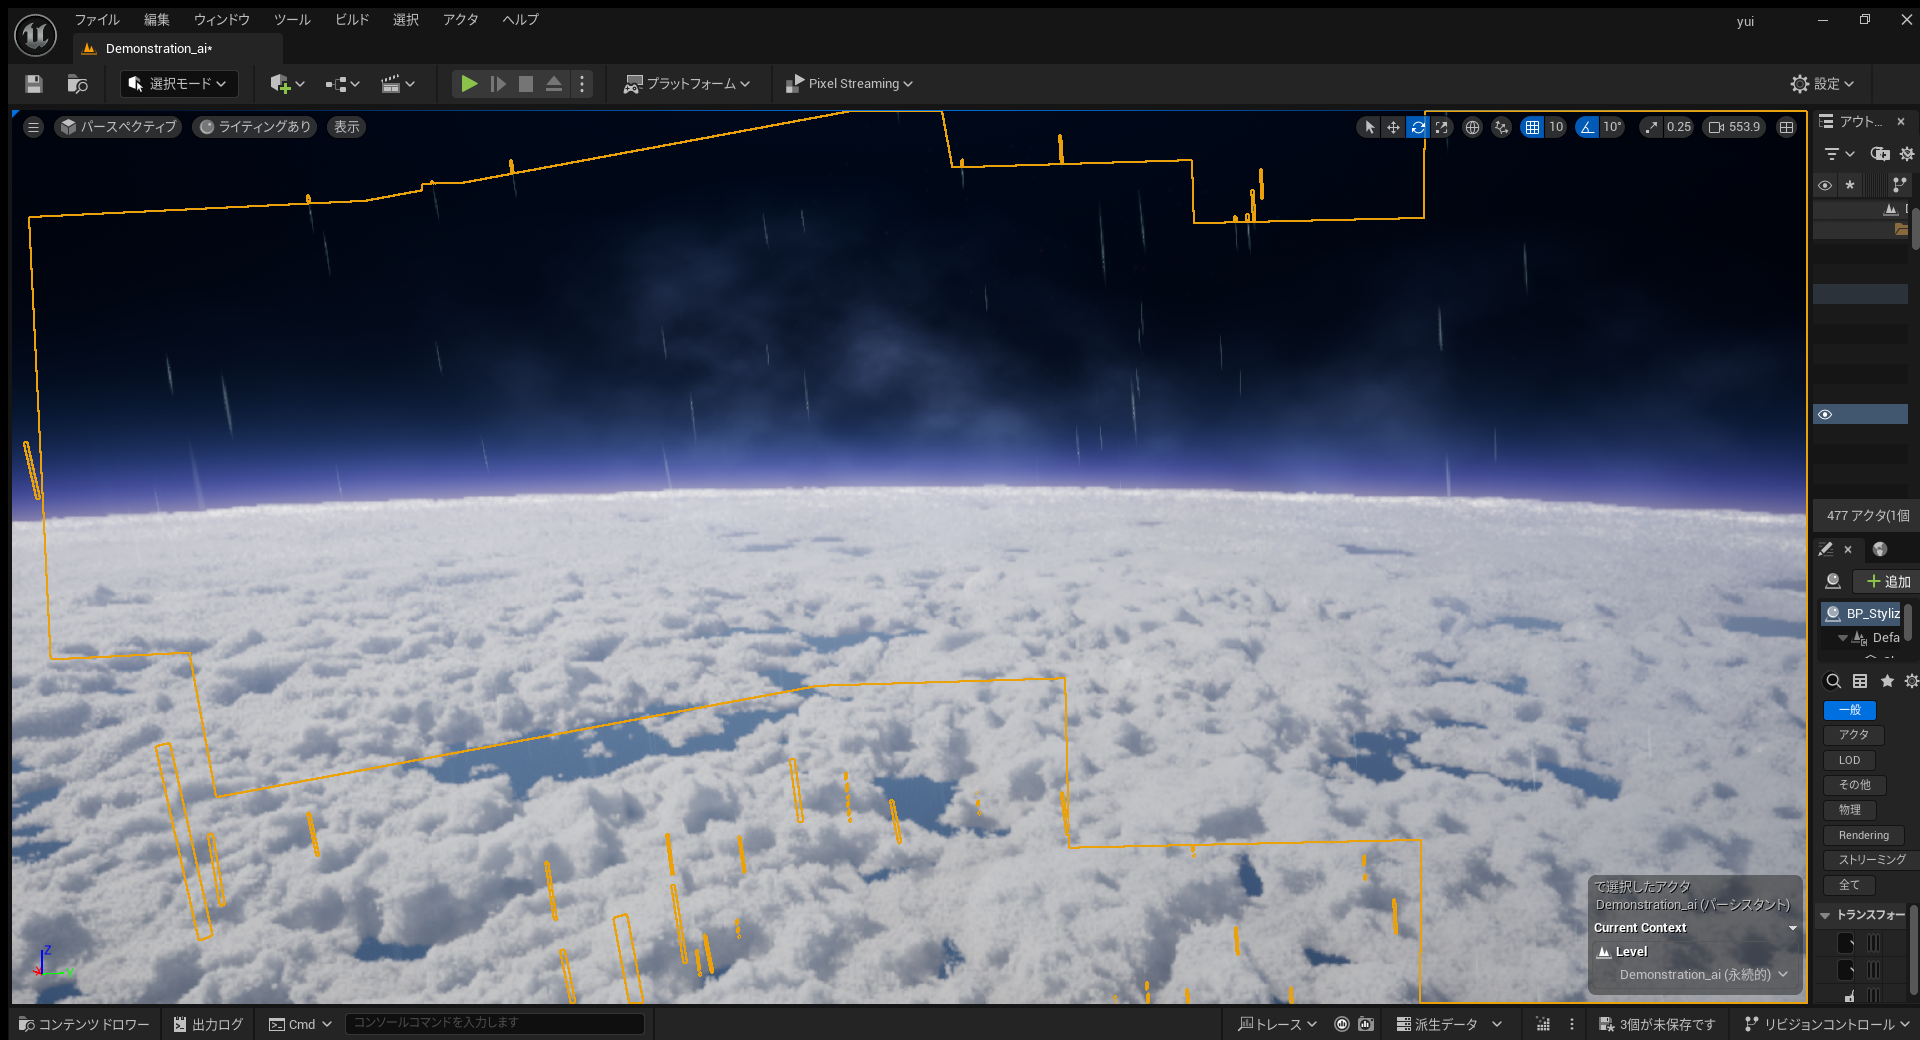 ファイル 編集 ウィンドウ ツール ビルド 選択 アクタ ヘルプ
yui
Demonstration_ai*
選択モード
プラットフォーム
Pixel Streaming
設定
パースペクティブ
ライティングあり
表示
10
10°
0.25
553.9
アウト...
477 アクタ(1個
追加
BP_Styliz
Defa
一般
アクタ
LOD
その他
物理
Rendering
ストリーミング
全て
トランスフォー
で選択したアクタ
Demonstration_ai (パーシスタント)
Current Context
Level
Demonstration_ai (永続的)
Z
コンテンツ ドロワー
出力ログ
Cmd
コンソールコマンドを入力します
トレース
派生データ
3個が未保存です
リビジョンコントロール